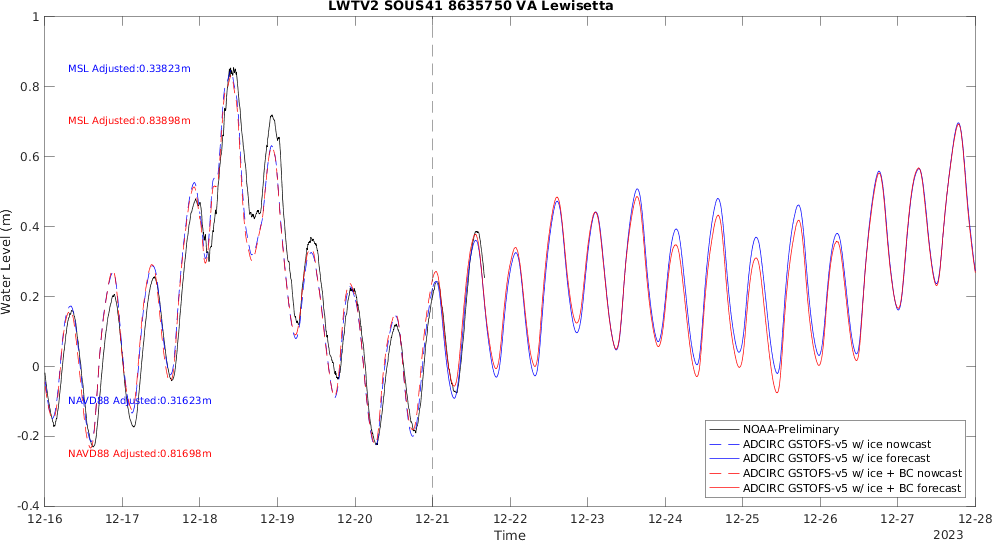 LWTV2 SOUS41 8635750 VA Lewisetta
1
0.8
0.6
0.4
0.2
0
-0.2
-0.4
Water Level (m)
MSL Adjusted:0.33823m
MSL Adjusted:0.83898m
NAVD88 Adjusted:0.31623m
NAVD88 Adjusted:0.81698m
NOAA-Preliminary
ADCIRC GSTOFS-v5 w/ ice nowcast
ADCIRC GSTOFS-v5 w/ ice forecast
ADCIRC GSTOFS-v5 w/ ice + BC nowcast
ADCIRC GSTOFS-v5 w/ ice + BC forecast
12-16 12-17 12-18 12-19 12-20 12-21 12-22 12-23 12-24 12-25 12-26 12-27 12-28
Time
2023